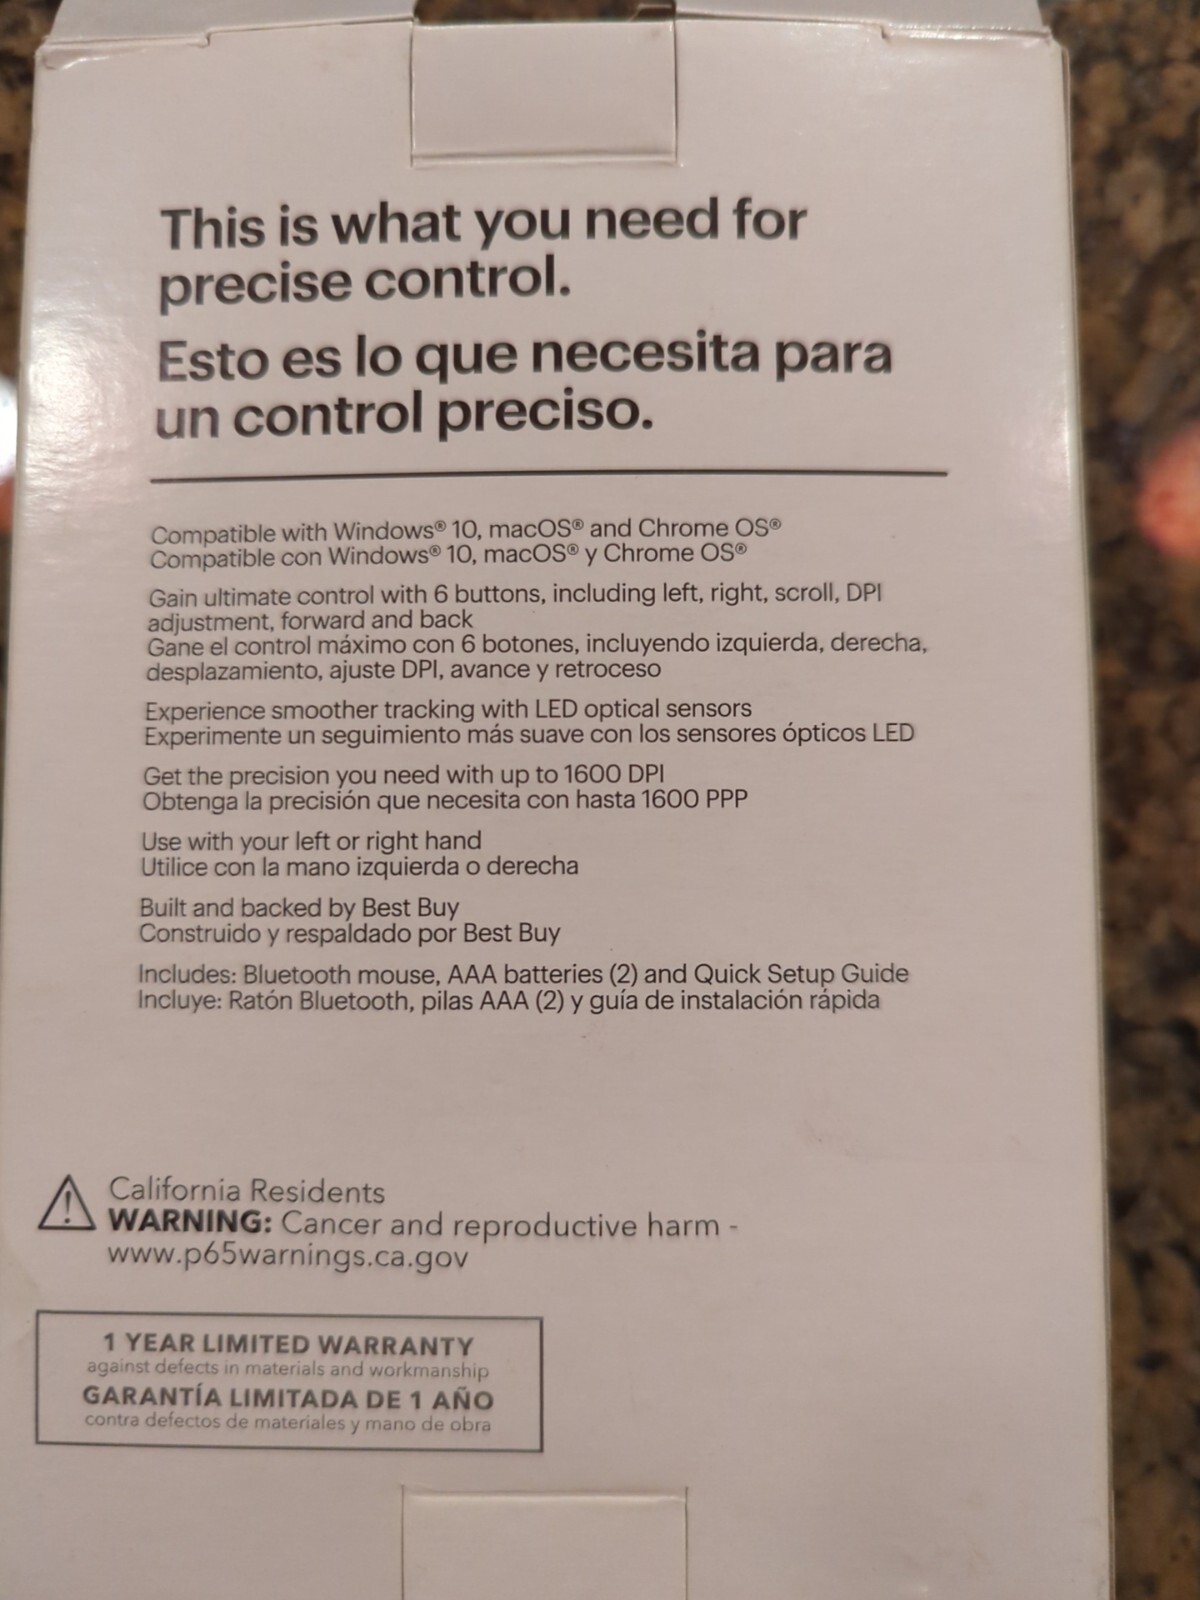 This is what you need for
precise control.
Esto es lo que necesita para
un control preciso.
Compatible with Windows® 10, macOS® and Chrome OS®
Compatible con Windows® 10, macOS® y Chrome OS®
Gain ultimate control with 6 buttons, including left, right, scroll, DPI
adjustment, forward and back
Gane el control máximo con 6 botones, incluyendo izquierda, derecha,
desplazamiento, ajuste DPI, avance y retroceso
Experience smoother tracking with LED optical sensors
Experimente un seguimiento más suave con los sensores ópticos LED
Get the precision you need with up to 1600 DPI
Obtenga la precisión que necesita con hasta 1600 PPP
Use with your left or right hand
Utilice con la mano izquierda o derecha
Built and backed by Best Buy
Construido y respaldado por Best Buy
Includes: Bluetooth mouse, AAA batteries (2) and Quick Setup Guide
Incluye: Ratón Bluetooth, pilas AAA (2) y guía de instalación rápida
California Residents
WARNING: Cancer and reproductive harm -
www.p65warnings.ca.gov
1 YEAR LIMITED WARRANTY
against defects in materials and workmanship
GARANTÍA LIMITADA DE 1 AÑO
contra defectos de materiales y mano de obra